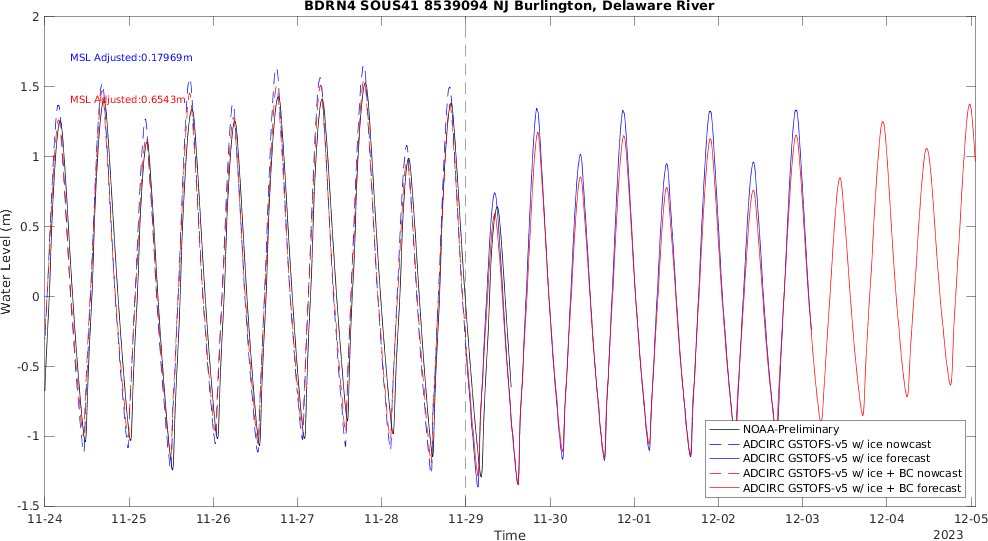 BDRN4 SOUS41 8539094 NJ Burlington, Delaware River
MSL Adjusted:0.17969m
MSL Adjusted:0.6543m
Water Level (m)
2
1.5
1
0.5
0
-0.5
-1
-1.5
NOAA-Preliminary
ADCIRC GSTOFS-v5 w/ ice nowcast
ADCIRC GSTOFS-v5 w/ ice forecast
ADCIRC GSTOFS-v5 w/ ice + BC nowcast
ADCIRC GSTOFS-v5 w/ ice + BC forecast
11-24 11-25 11-26 11-27 11-28 11-29 11-30 12-01 12-02 12-03 12-04 12-05
Time
2023